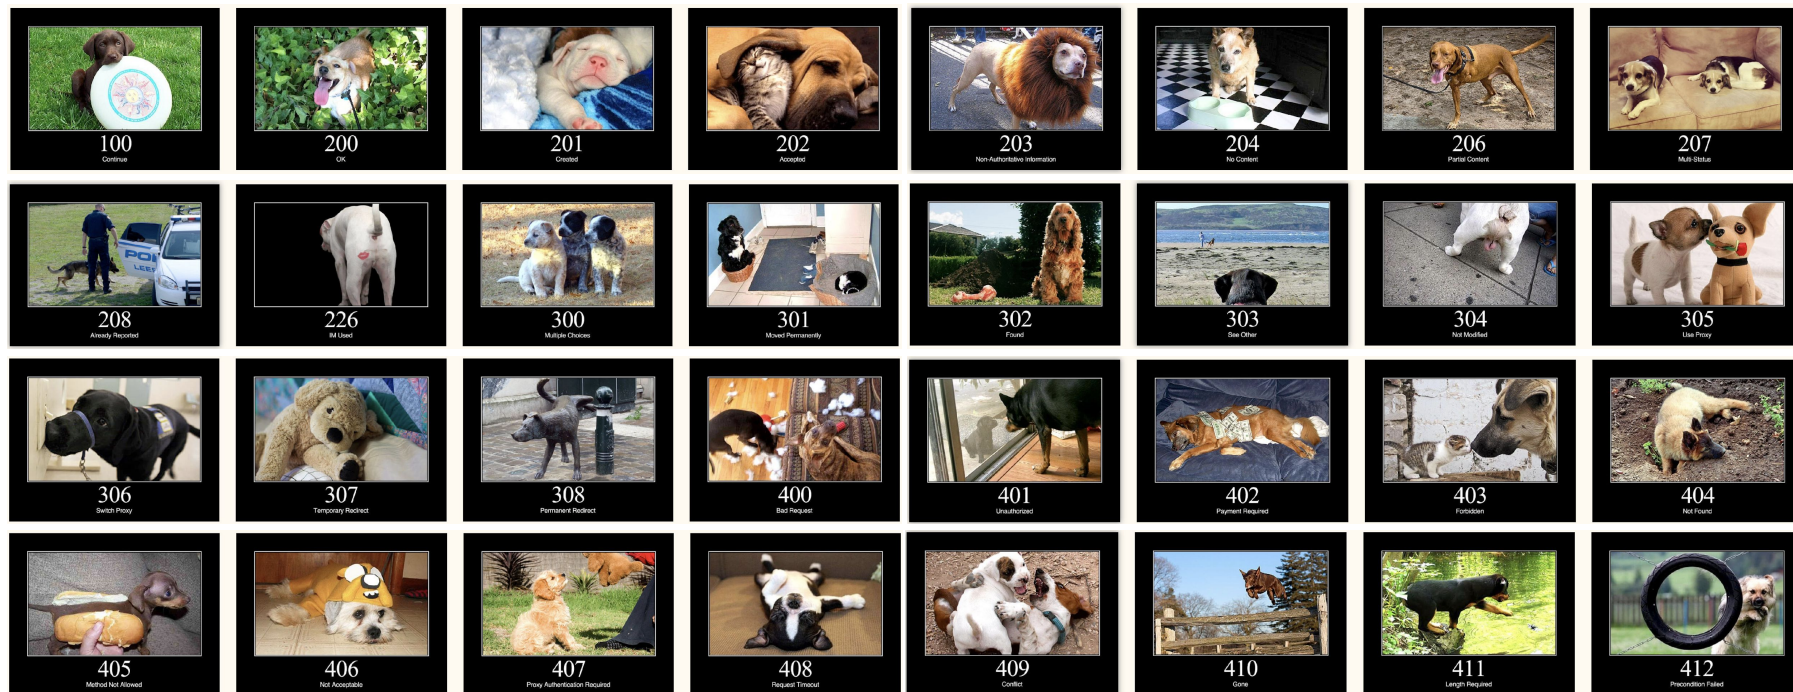 100
Continue
200
OK
201
Created
202
Accepted
203
Non-Authoritative Information
204
No Content
206
Partial Content
207
Multi-Status
208
Already Reported
226
IM Used
300
Multiple Choices
301
Moved Permanently
302
Found
303
See Other
304
Not Modified
305
Use Proxy
306
Switch Proxy
307
Temporary Redirect
308
Permanent Redirect
400
Bad Request
401
Unauthorized
402
Payment Required
403
Forbidden
404
Not Found
405
Method Not Allowed
406
Not Acceptable
407
Proxy Authentication Required
408
Request Timeout
409
Conflict
410
Gone
411
Length Required
412
Precondition Failed